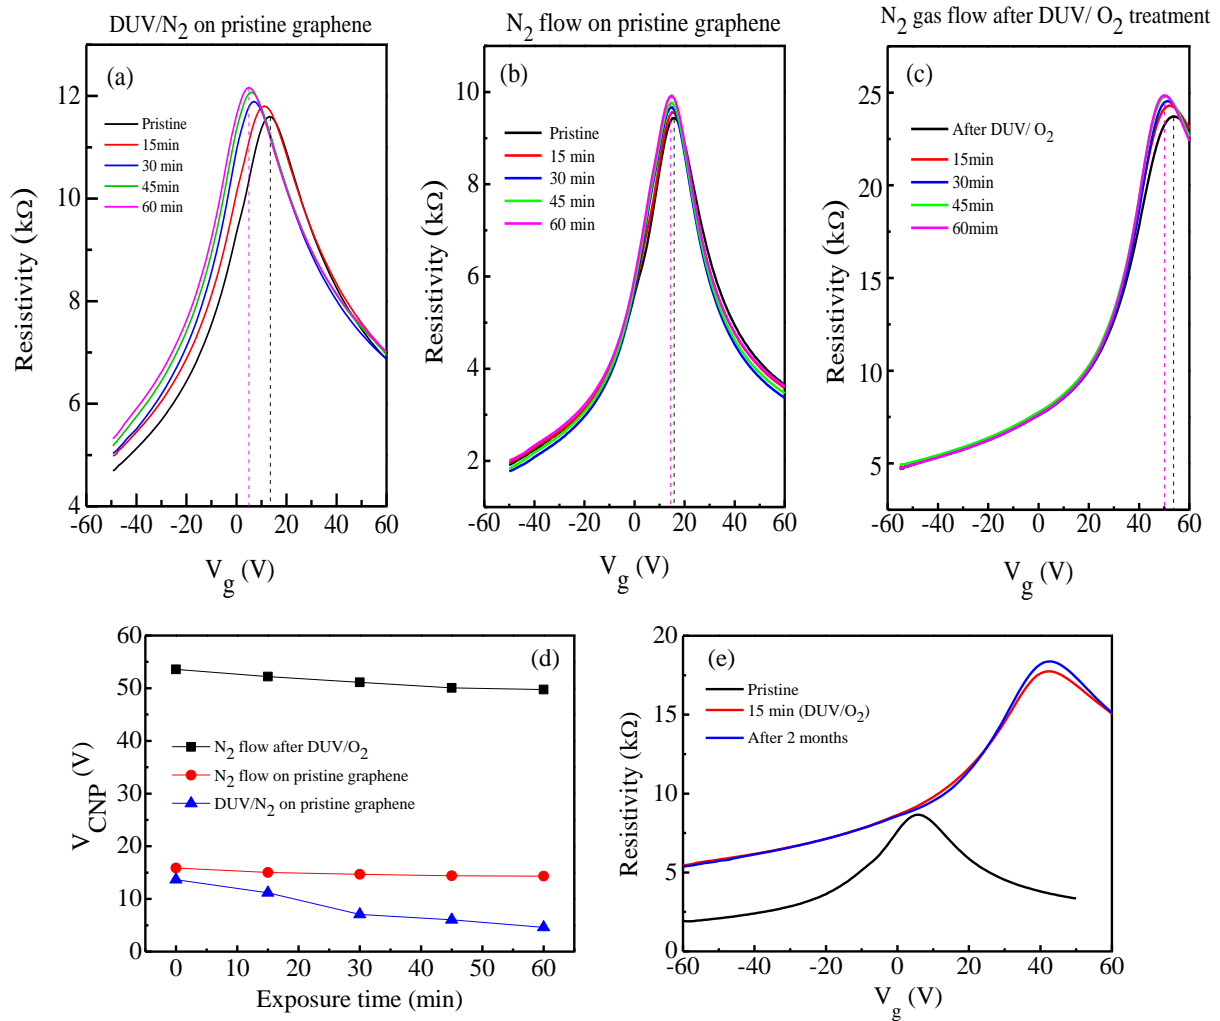 DUV/N2 on pristine graphene
(a)
Pristine
15min
30 min
45min
60 min
Resistivity (kΩ)
12
10
8
6
4
-60 -40 -20 0 20 40 60
Vg (V)
N2 flow on pristine graphene
(b)
Pristine
15 min
30 min
45 min
60 min
Resistivity (kΩ)
10
8
6
4
2
-60 -40 -20 0 20 40 60
Vg (V)
N2 gas flow after DUV/ O2 treatment
(c)
After DUV/ O2
15min
30min
45min
60mim
Resistivity (kΩ)
25
20
15
10
5
-60 -40 -20 0 20 40 60
Vg (V)
(d)
N2 flow after DUV/O2
N2 flow on pristine graphene
DUV/N2 on pristine graphene
VCNP (V)
60
50
40
30
20
10
0
0 10 20 30 40 50 60
Exposure time (min)
(e)
Pristine
15 min (DUV/O2)
After 2 months
Resistivity (kΩ)
20
15
10
5
0
-60 -40 -20 0 20 40 60
Vg (V)